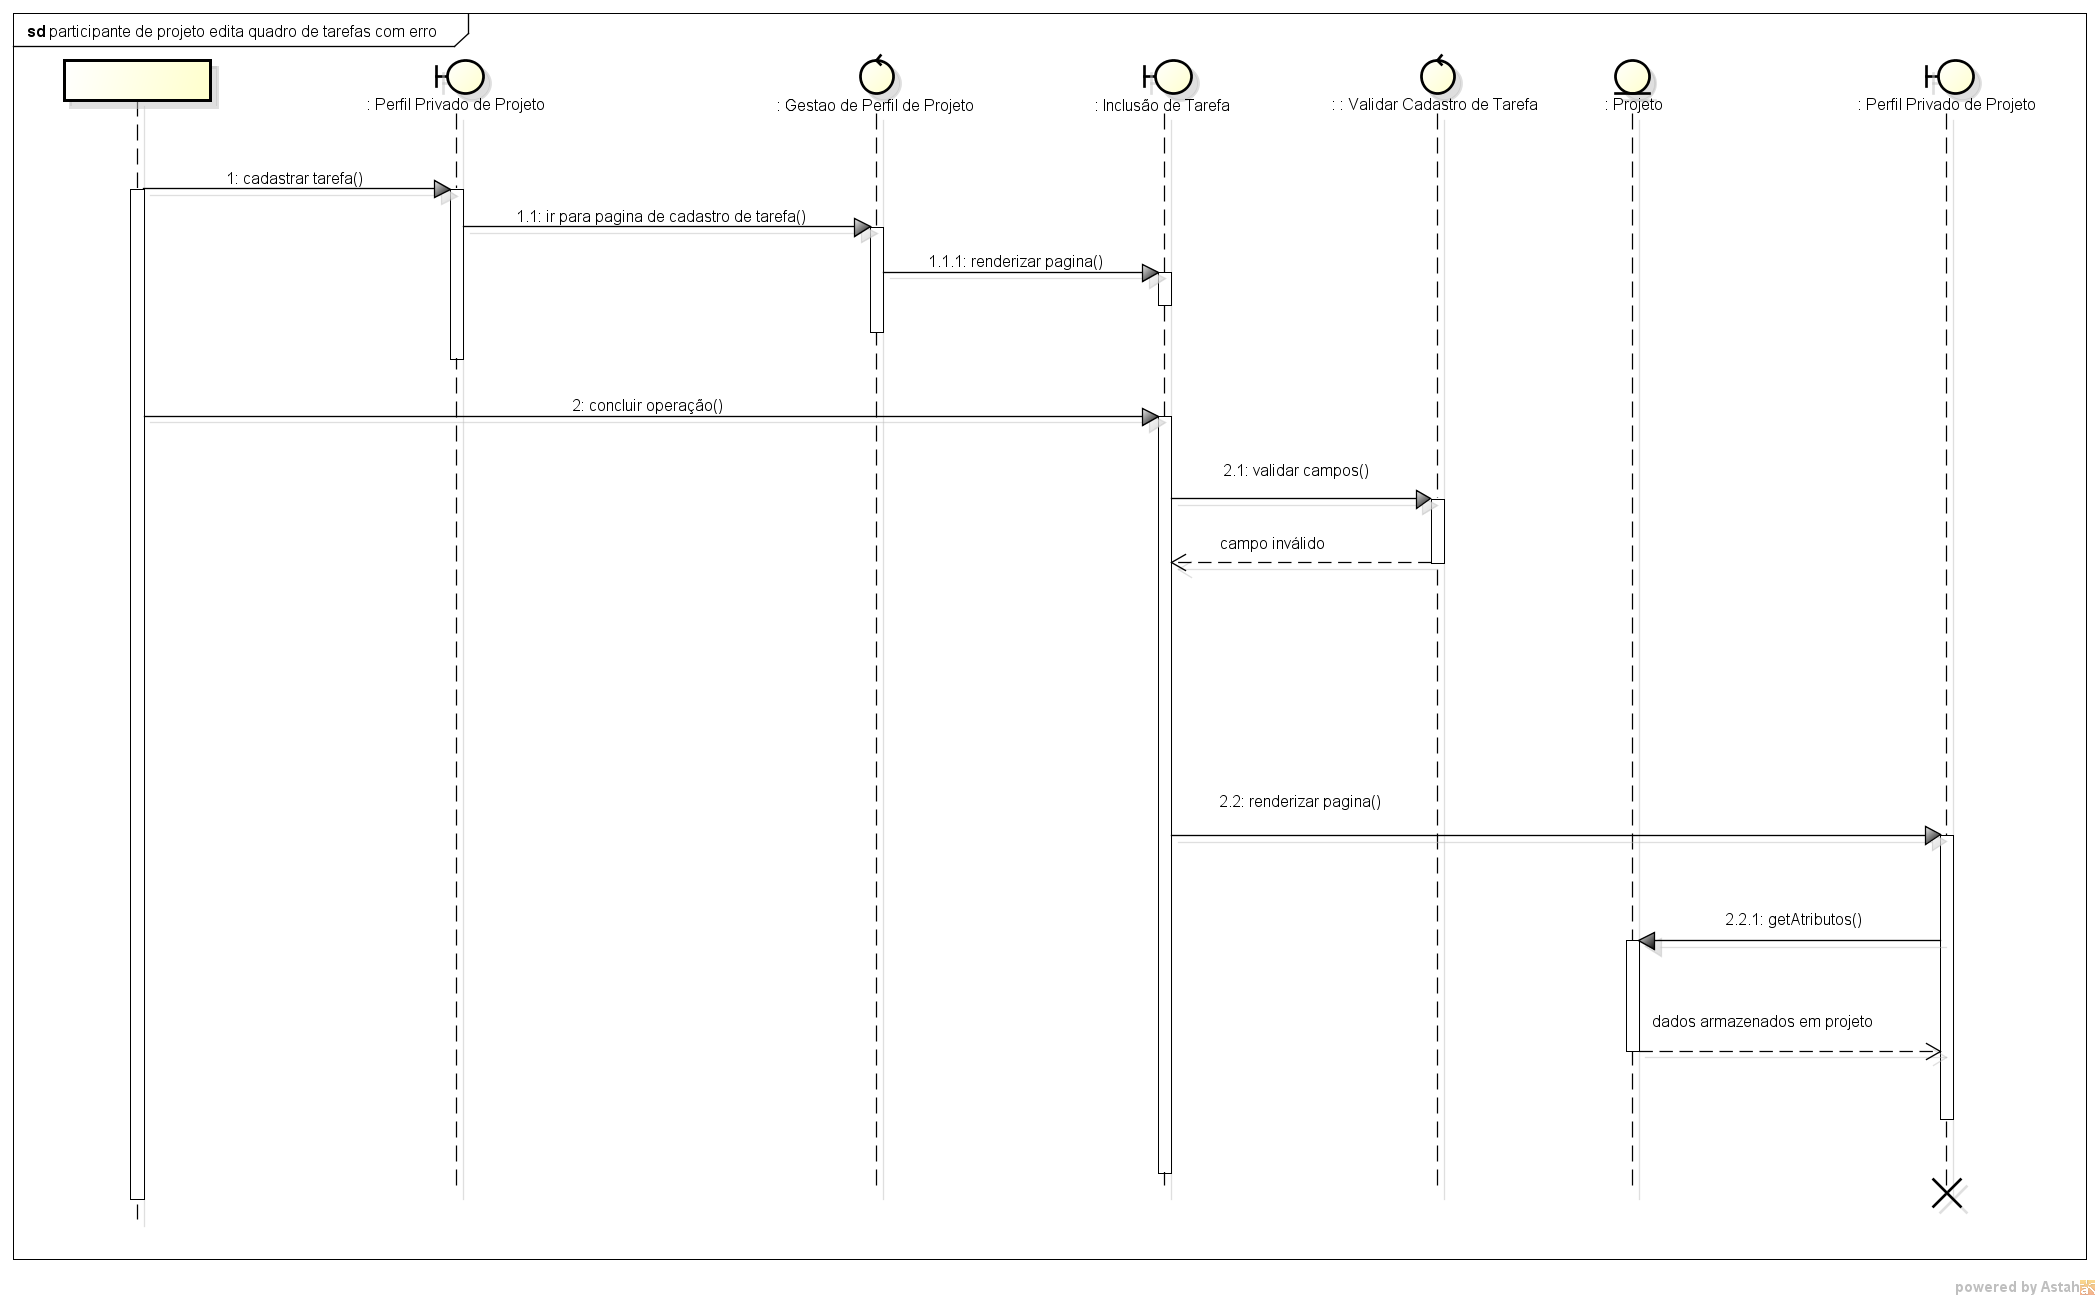 sd participante de projeto edita quadro de tarefas com erro
: Perfil Privado de Projeto
: Gestao de Perfil de Projeto
: Inclusão de Tarefa
: : Validar Cadastro de Tarefa
: Projeto
: Perfil Privado de Projeto
1: cadastrar tarefa()
1.1: ir para pagina de cadastro de tarefa()
1.1.1: renderizar pagina()
2: concluir operação()
2.1: validar campos()
campo inválido
2.2: renderizar pagina()
2.2.1: getAtributos()
dados armazenados em projeto
powered by Astah